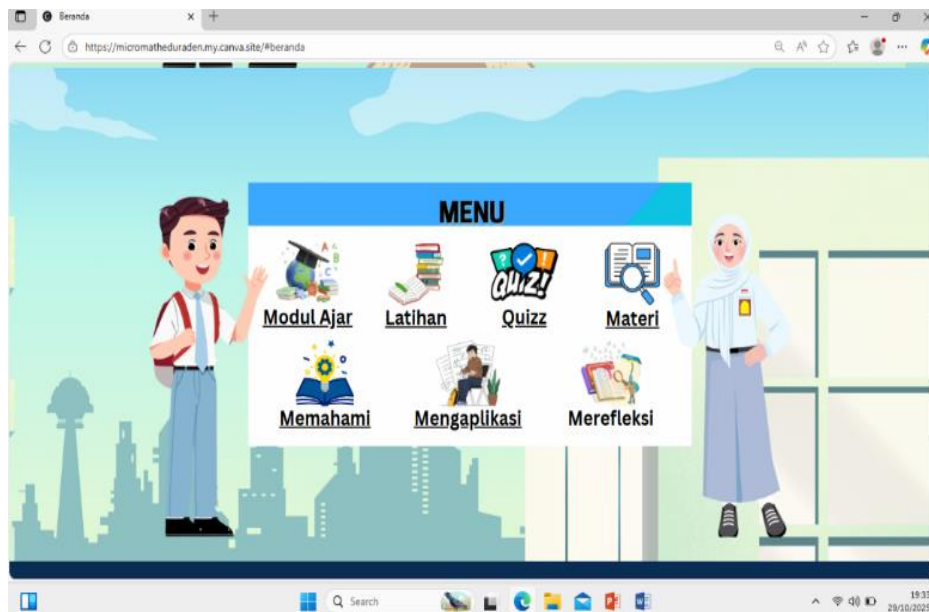 Beranda
https://micromatheduraden.my.canva.site/#beranda
MENU
QUIZ!
Modul Ajar
Latihan
Quizz
Materi
Memahami
Mengaplikasi
Merefleksi
Search
19:33
29/10/2025